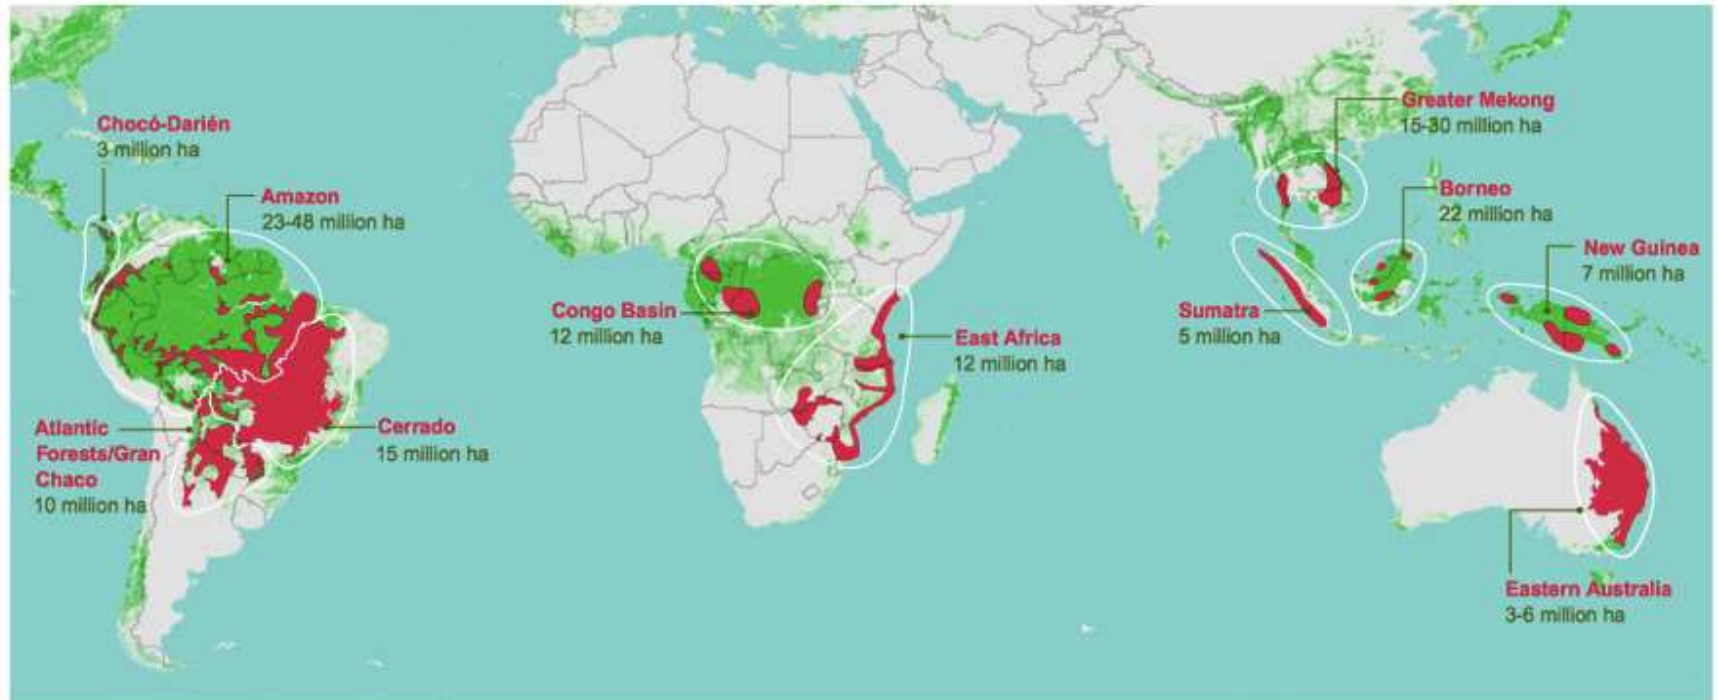 Chocó-Darién
3 million ha
Amazon
23-48 million ha
Atlantic
Forests/Gran
Chaco
10 million ha
Cerrado
15 million ha
Congo Basin
12 million ha
East Africa
12 million ha
Greater Mekong
15-30 million ha
Borneo
22 million ha
New Guinea
7 million ha
Sumatra
5 million ha
Eastern Australia
3-6 million ha